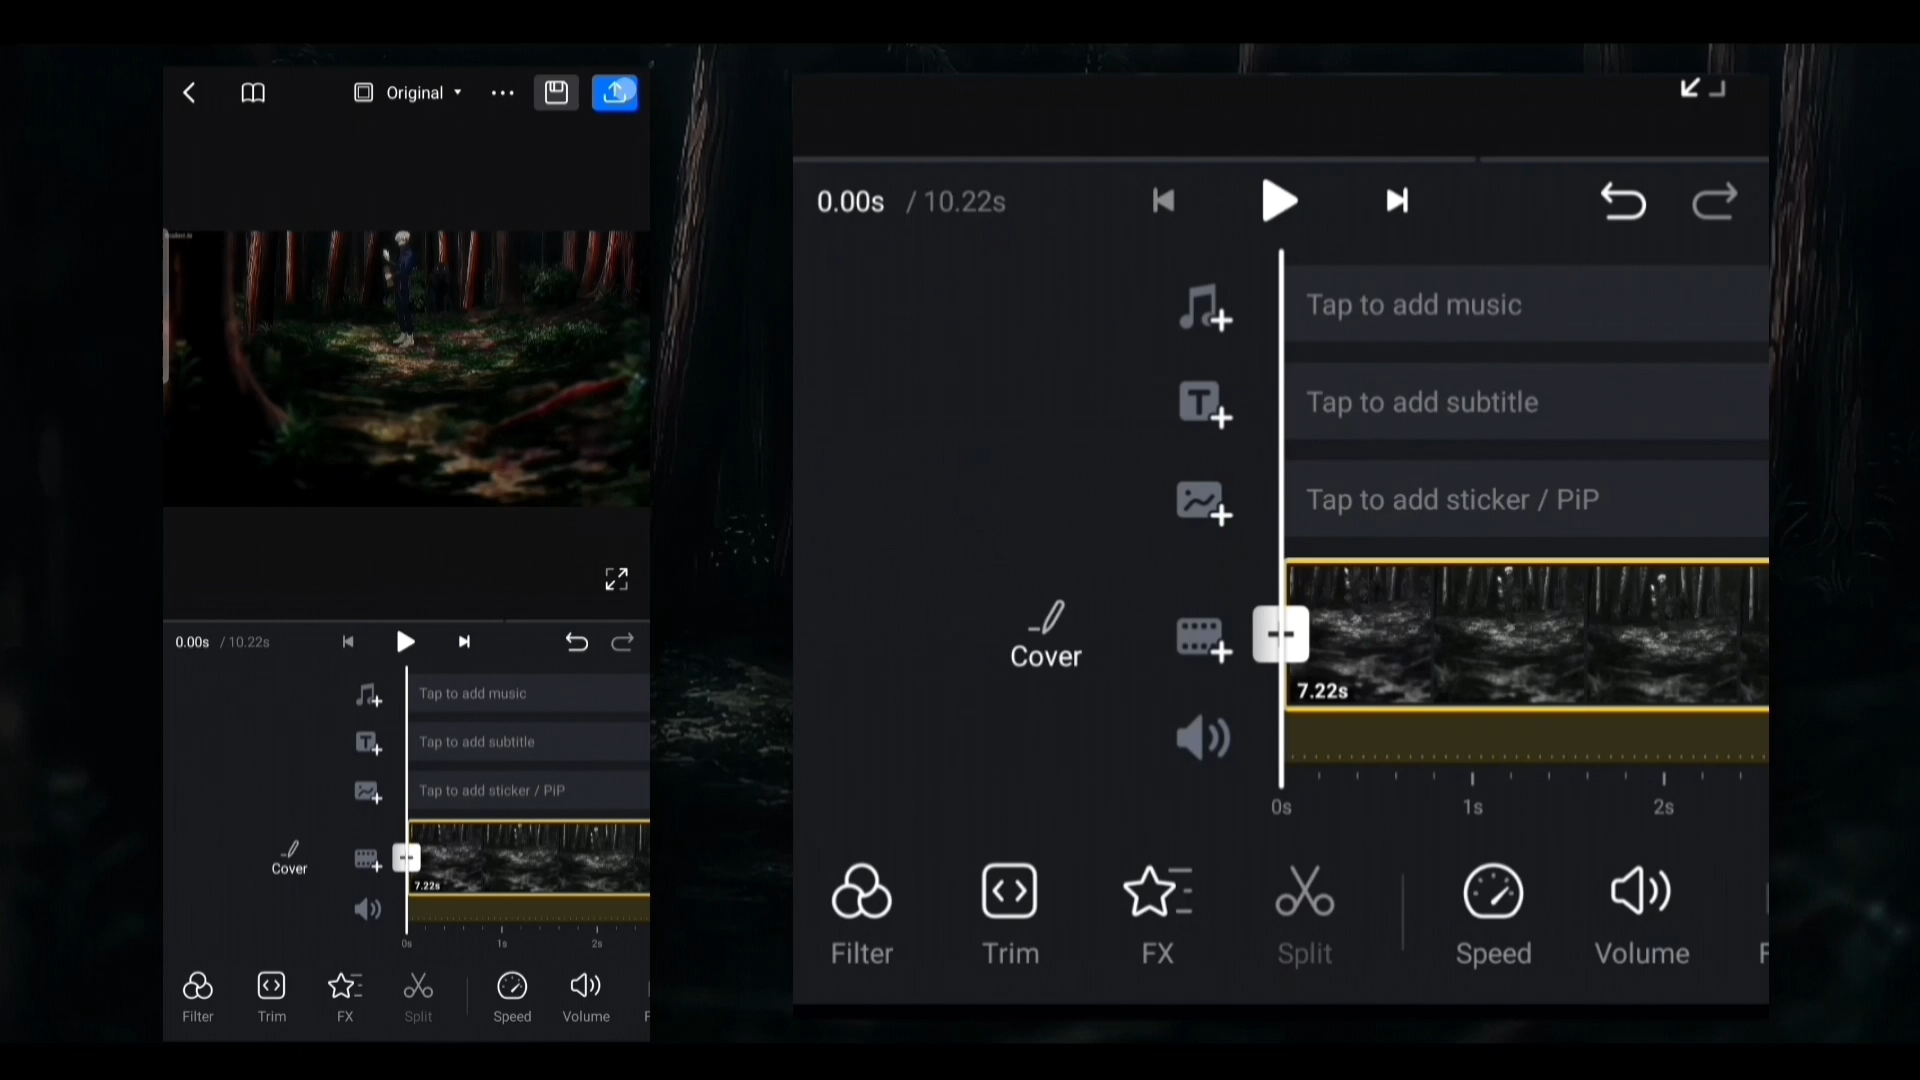 Original
0.00s / 10.22s
Tap to add music
Tap to add subtitle
Tap to add sticker / PiP
Cover
7.22s
0s 1s 2s
Filter Trim FX Split Speed Volume F
0.00s / 10.22s
Tap to add music
Tap to add subtitle
Tap to add sticker / PiP
Cover
7.22s
0s 1s 2s
Filter Trim FX Split Speed Volume F